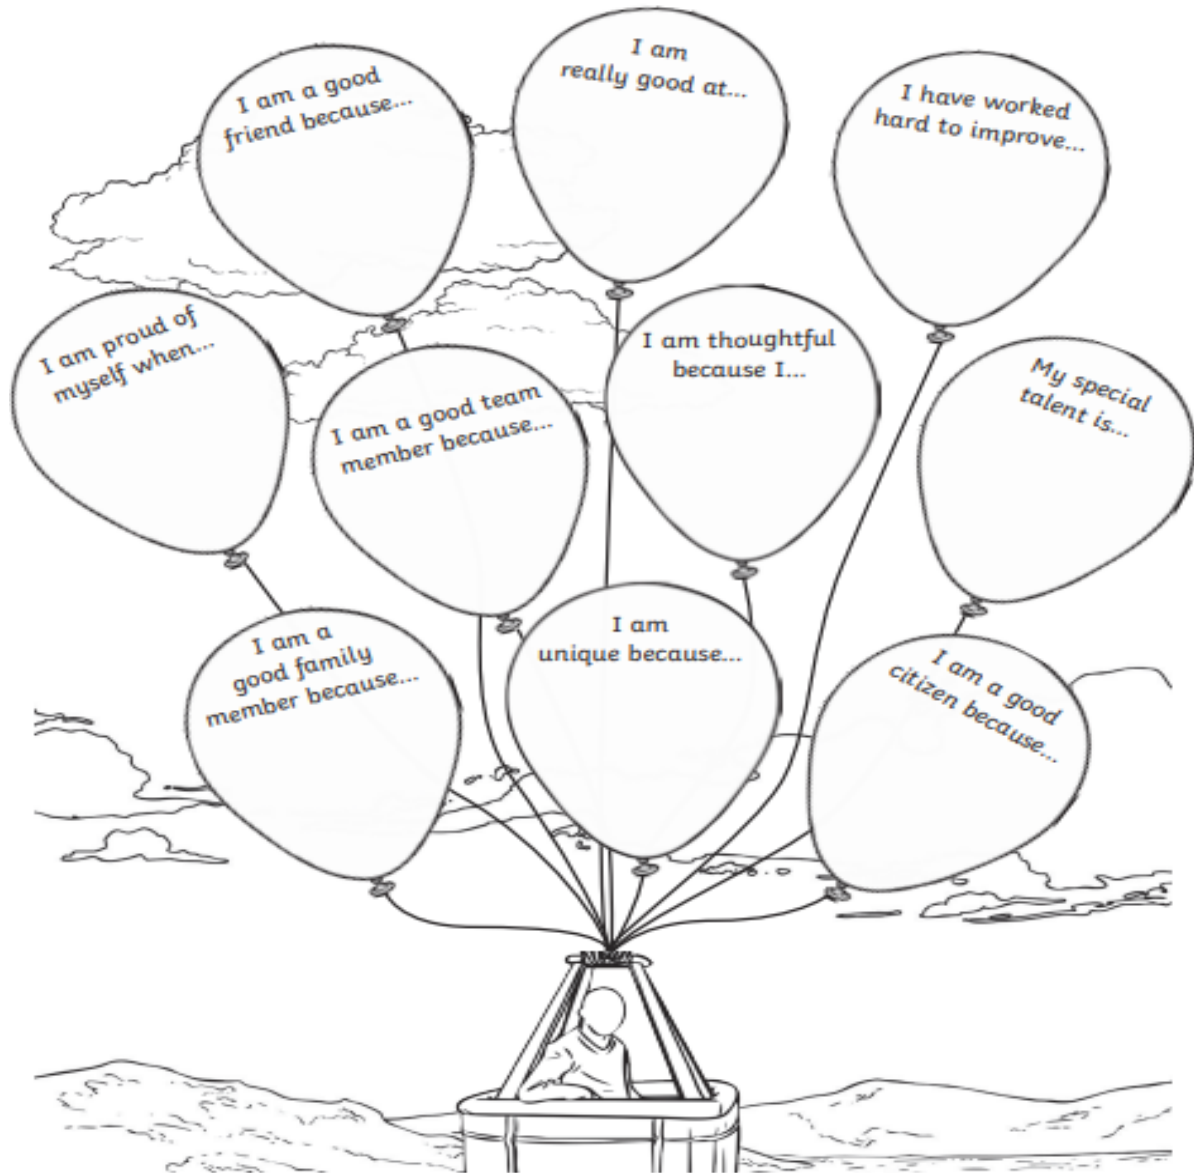 I am a good
friend because...
I am
really good at...
I have worked
hard to improve...
I am proud of
myself when...
I am a good team
member because...
I am thoughtful
because I...
My special
talent is...
I am a
good family
member because...
I am
unique because...
I am a good
citizen because...